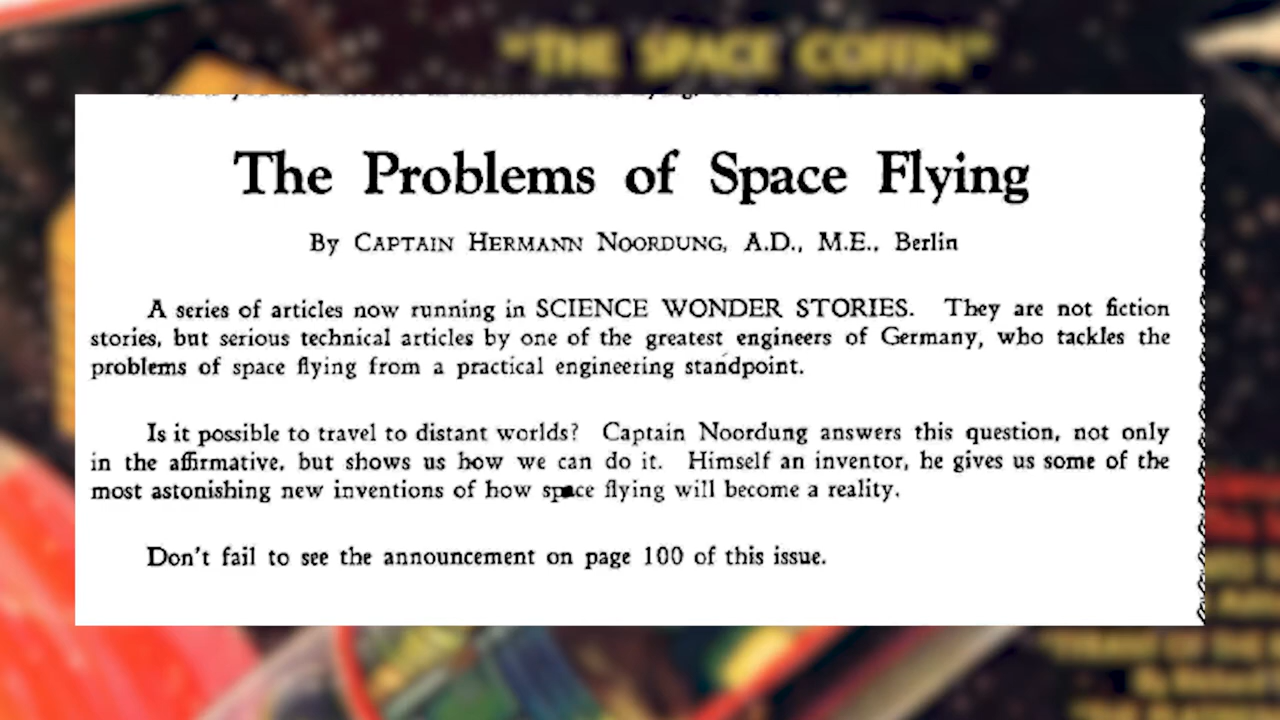 "THE SPACE COFFIN"
The Problems of Space Flying
By CAPTAIN HERMANN NOORDUNG, A.D., M.E., Berlin
A series of articles now running in SCIENCE WONDER STORIES. They are not fiction
stories, but serious technical articles by one of the greatest engineers of Germany, who tackles the
problems of space flying from a practical engineering standpoint.
Is it possible to travel to distant worlds? Captain Noordung answers this question, not only
in the affirmative, but shows us how we can do it. Himself an inventor, he gives us some of the
most astonishing new inventions of how space flying will become a reality.
Don't fail to see the announcement on page 100 of this issue.